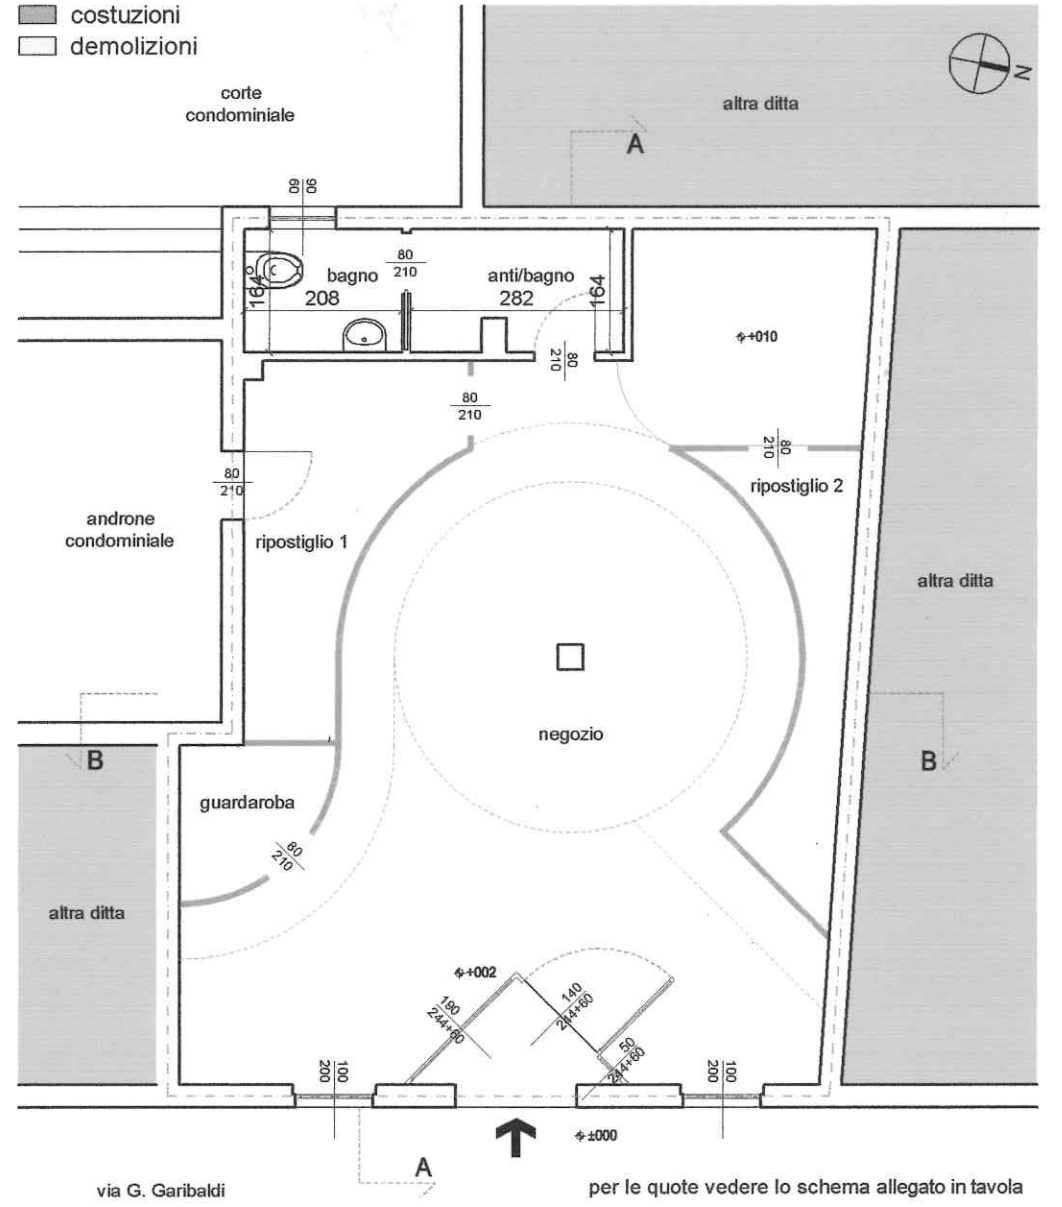 costuzioni
demolizioni
corte
condominiale
altra ditta
N
A
60
90
bagno
80
210
anti/bagno
164
208
282
164
+010
80
210
80
210
80
210
ripostiglio 2
80
210
androne
condominiale
ripostiglio 1
altra ditta
negozio
B
B
guardaroba
80
210
altra ditta
+002
190
244+60
140
244+60
50
244+60
100
200
100
200
±000
A
via G. Garibaldi
per le quote vedere lo schema allegato in tavola